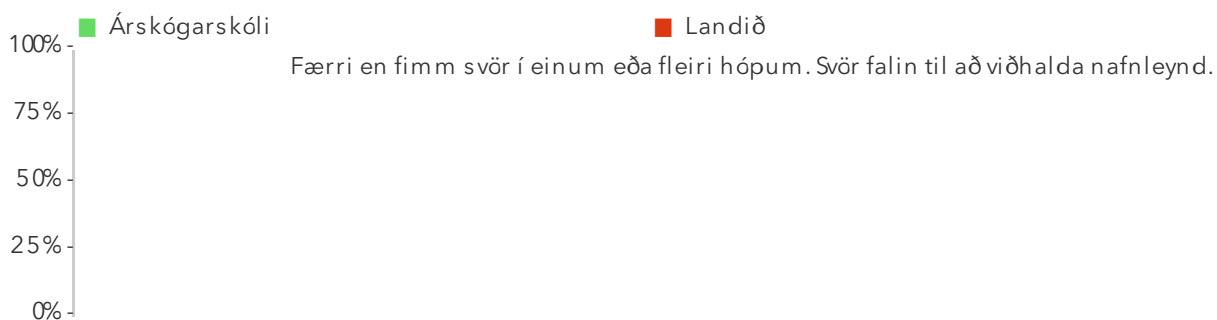 Árskógarskóli Landið
100%
Færri en fimm svör í einum eða fleiri hópum. Svör falin til að viðhalda nafnleynd.
75%
50%
25%
0%